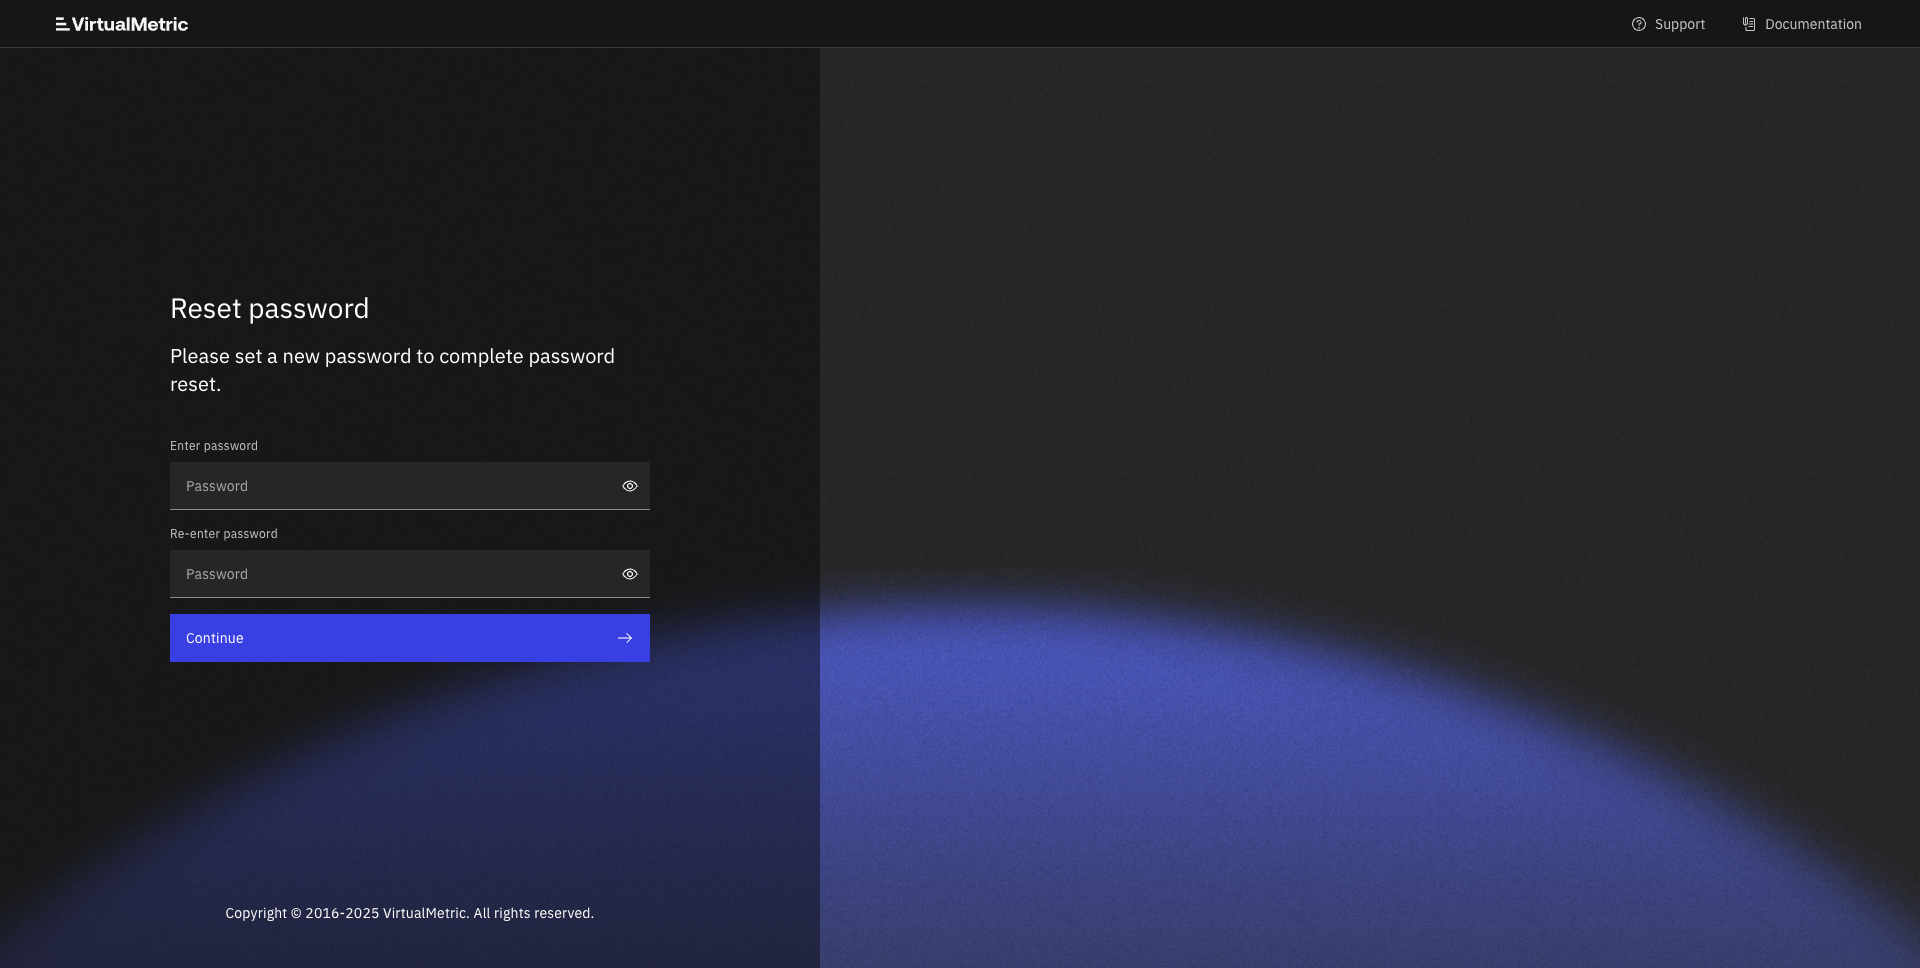 VirtualMetric
Support
Documentation
Reset password
Please set a new password to complete password
reset.
Enter password
Password
Re-enter password
Password
Continue
Copyright © 2016-2025 VirtualMetric. All rights reserved.